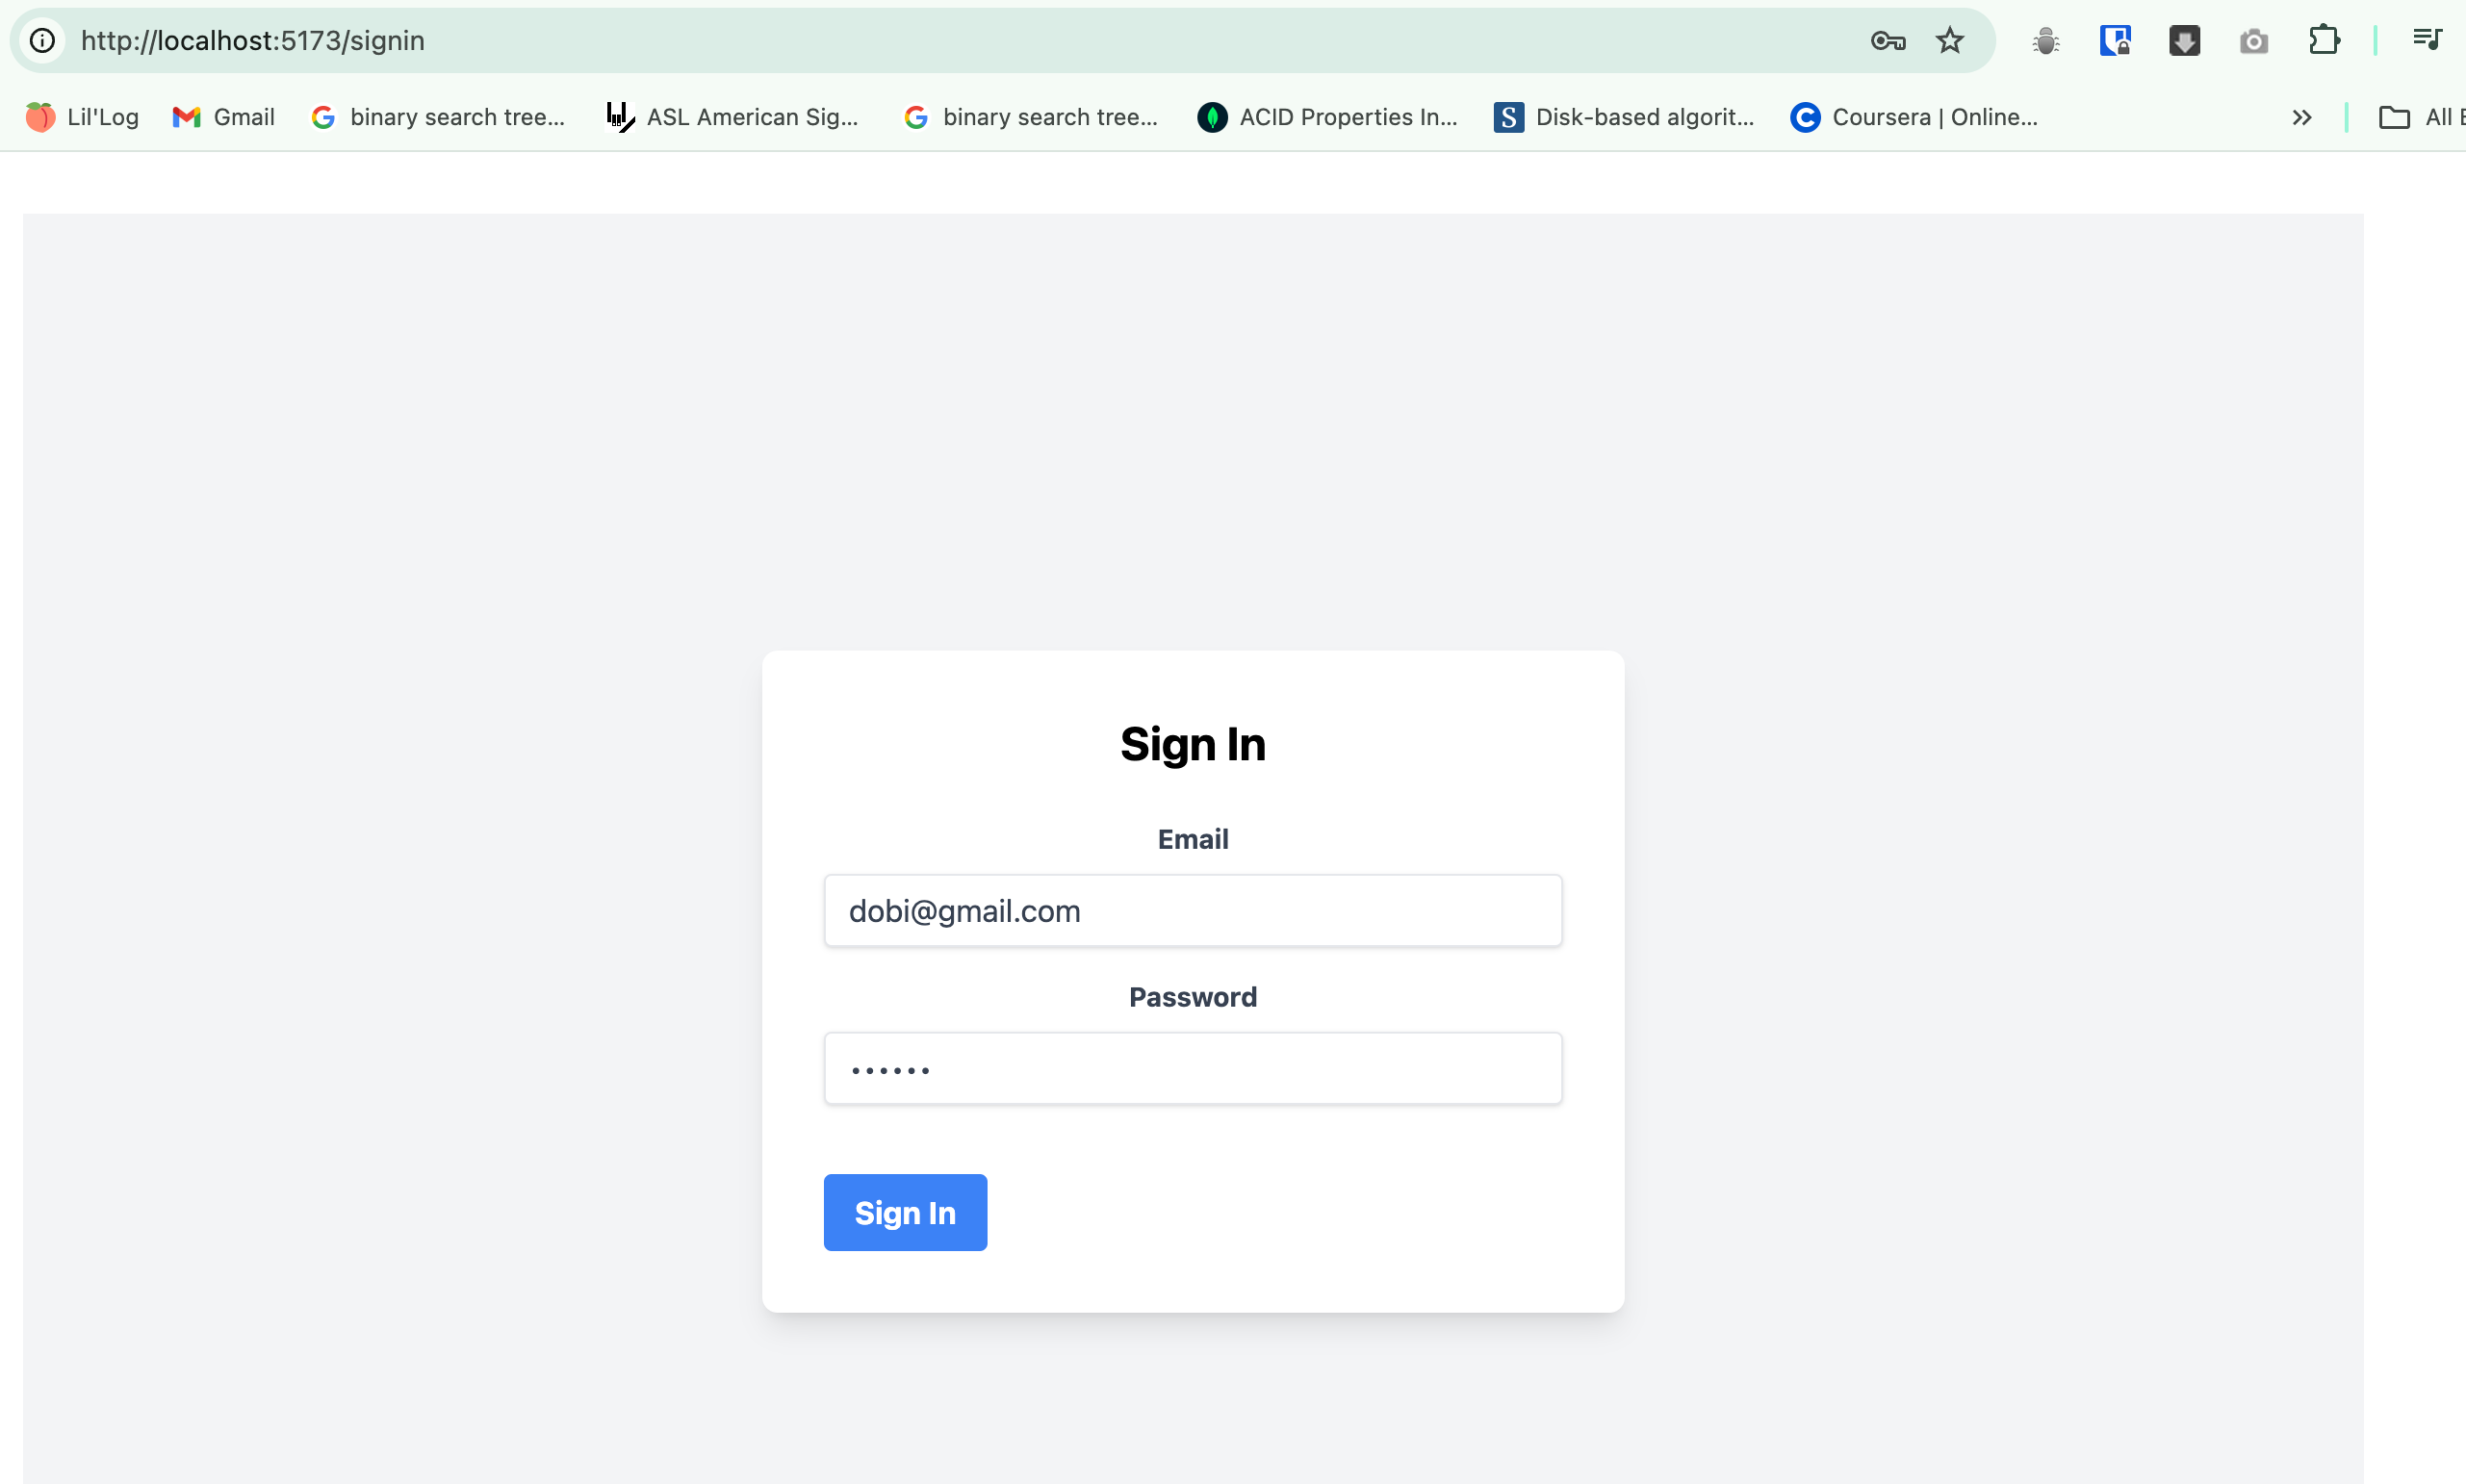 http://localhost:5173/signin
Lil'Log Gmail binary search tree... ASL American Sig... binary search tree... ACID Properties In... Disk-based algorit... Coursera | Online... All
Sign In
Email
dobi@gmail.com
Password
••••••
Sign In